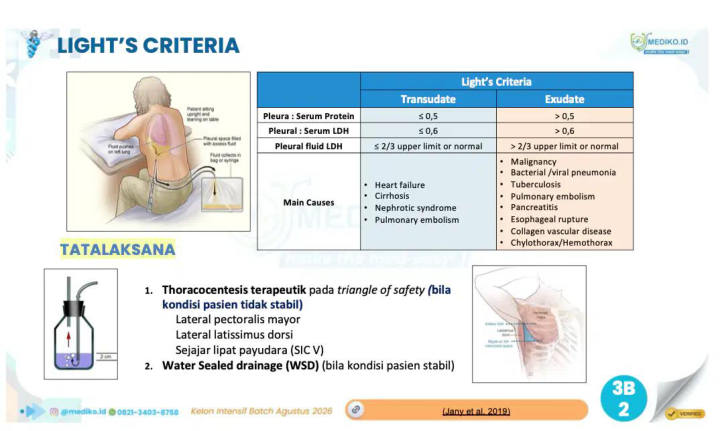 LIGHT'S CRITERIA
MEDIKO.ID
Patient sitting
upright and
leaning on table
Pleural space filled
with excess fluid
Fluid pushes
on left lung
Fluid collects in
bag or syringe
Light's Criteria
Transudate
Exudate
Pleura : Serum Protein
≤ 0,5
> 0,5
Pleural : Serum LDH
≤ 0,6
> 0,6
Pleural fluid LDH
≤ 2/3 upper limit or normal
> 2/3 upper limit or normal
Main Causes
• Heart failure
• Cirrhosis
• Nephrotic syndrome
• Pulmonary embolism
• Malignancy
• Bacterial /viral pneumonia
• Tuberculosis
• Pulmonary embolism
• Pancreatitis
• Esophageal rupture
• Collagen vascular disease
• Chylothorax/Hemothorax
TATALAKSANA
2 cm
1. Thoracocentesis terapeutik pada triangle of safety (bila
kondisi pasien tidak stabil)
Lateral pectoralis mayor
Lateral latissimus dorsi
Sejajar lipat payudara (SIC V)
2. Water Sealed drainage (WSD) (bila kondisi pasien stabil)
3B
2
@mediko.id 0821-3403-8758
Kelon Intensif Batch Agustus 2026
(Jany et al, 2019)
VERIFIED